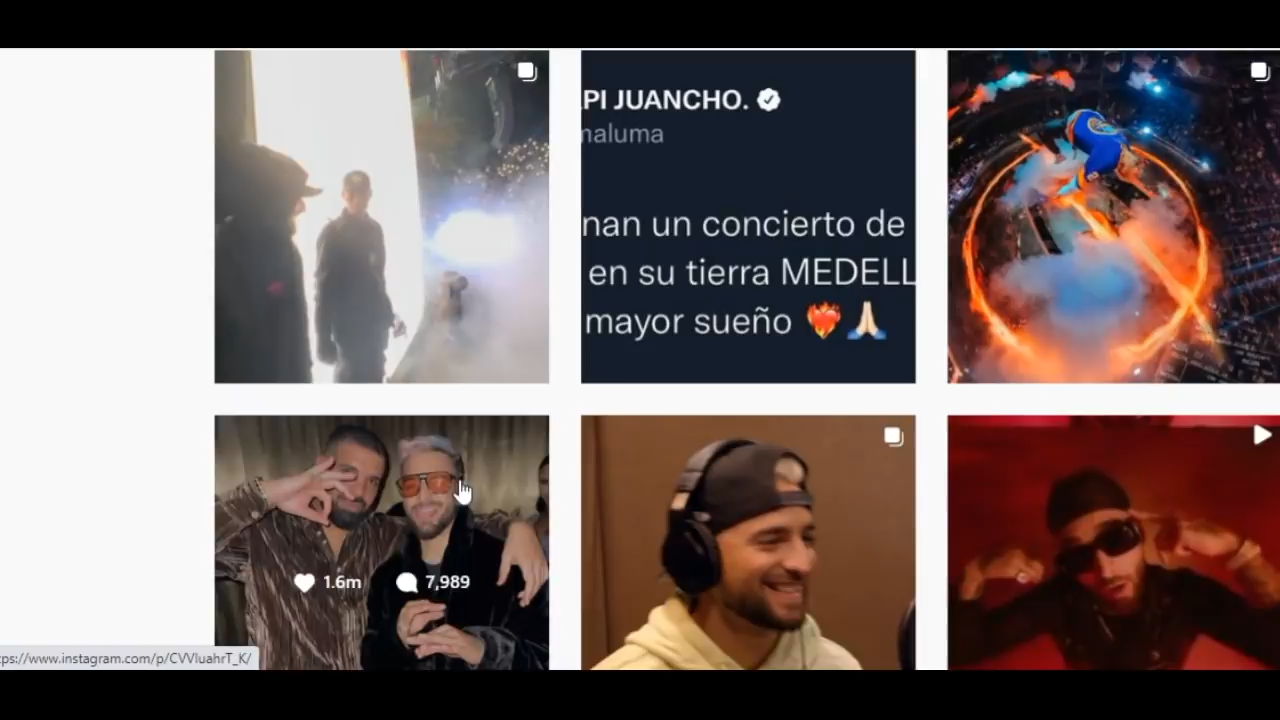 PI JUANCHO.
maluma
nan un concierto de
en su tierra MEDELL
mayor sueño ❤️‍🔥🙏🏻
1.6m 7,989
ps://www.instagram.com/p/CVVluahrT_K/